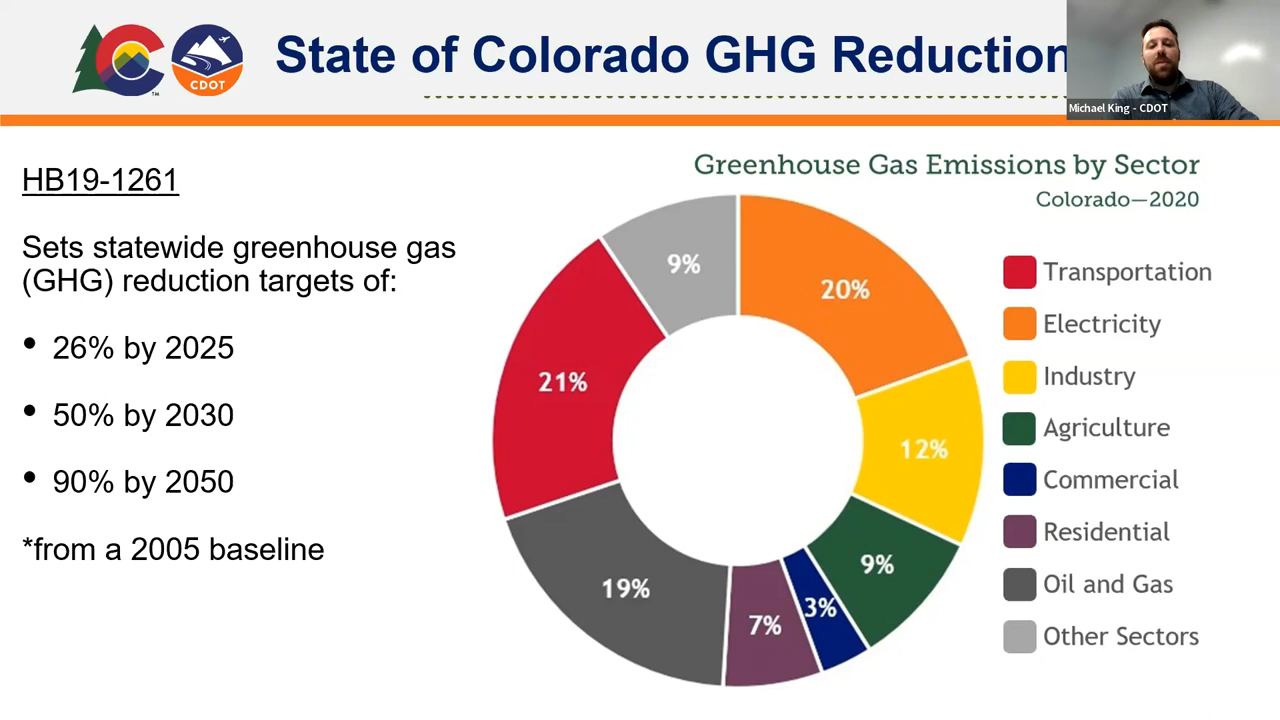 State of Colorado GHG Reduction
CDOT
TM
Michael King - CDOT
HB19-1261
Sets statewide greenhouse gas
(GHG) reduction targets of:
• 26% by 2025
• 50% by 2030
• 90% by 2050
*from a 2005 baseline
Greenhouse Gas Emissions by Sector
Colorado—2020
9%
20%
21%
12%
19%
9%
7%
3%
Transportation
Electricity
Industry
Agriculture
Commercial
Residential
Oil and Gas
Other Sectors